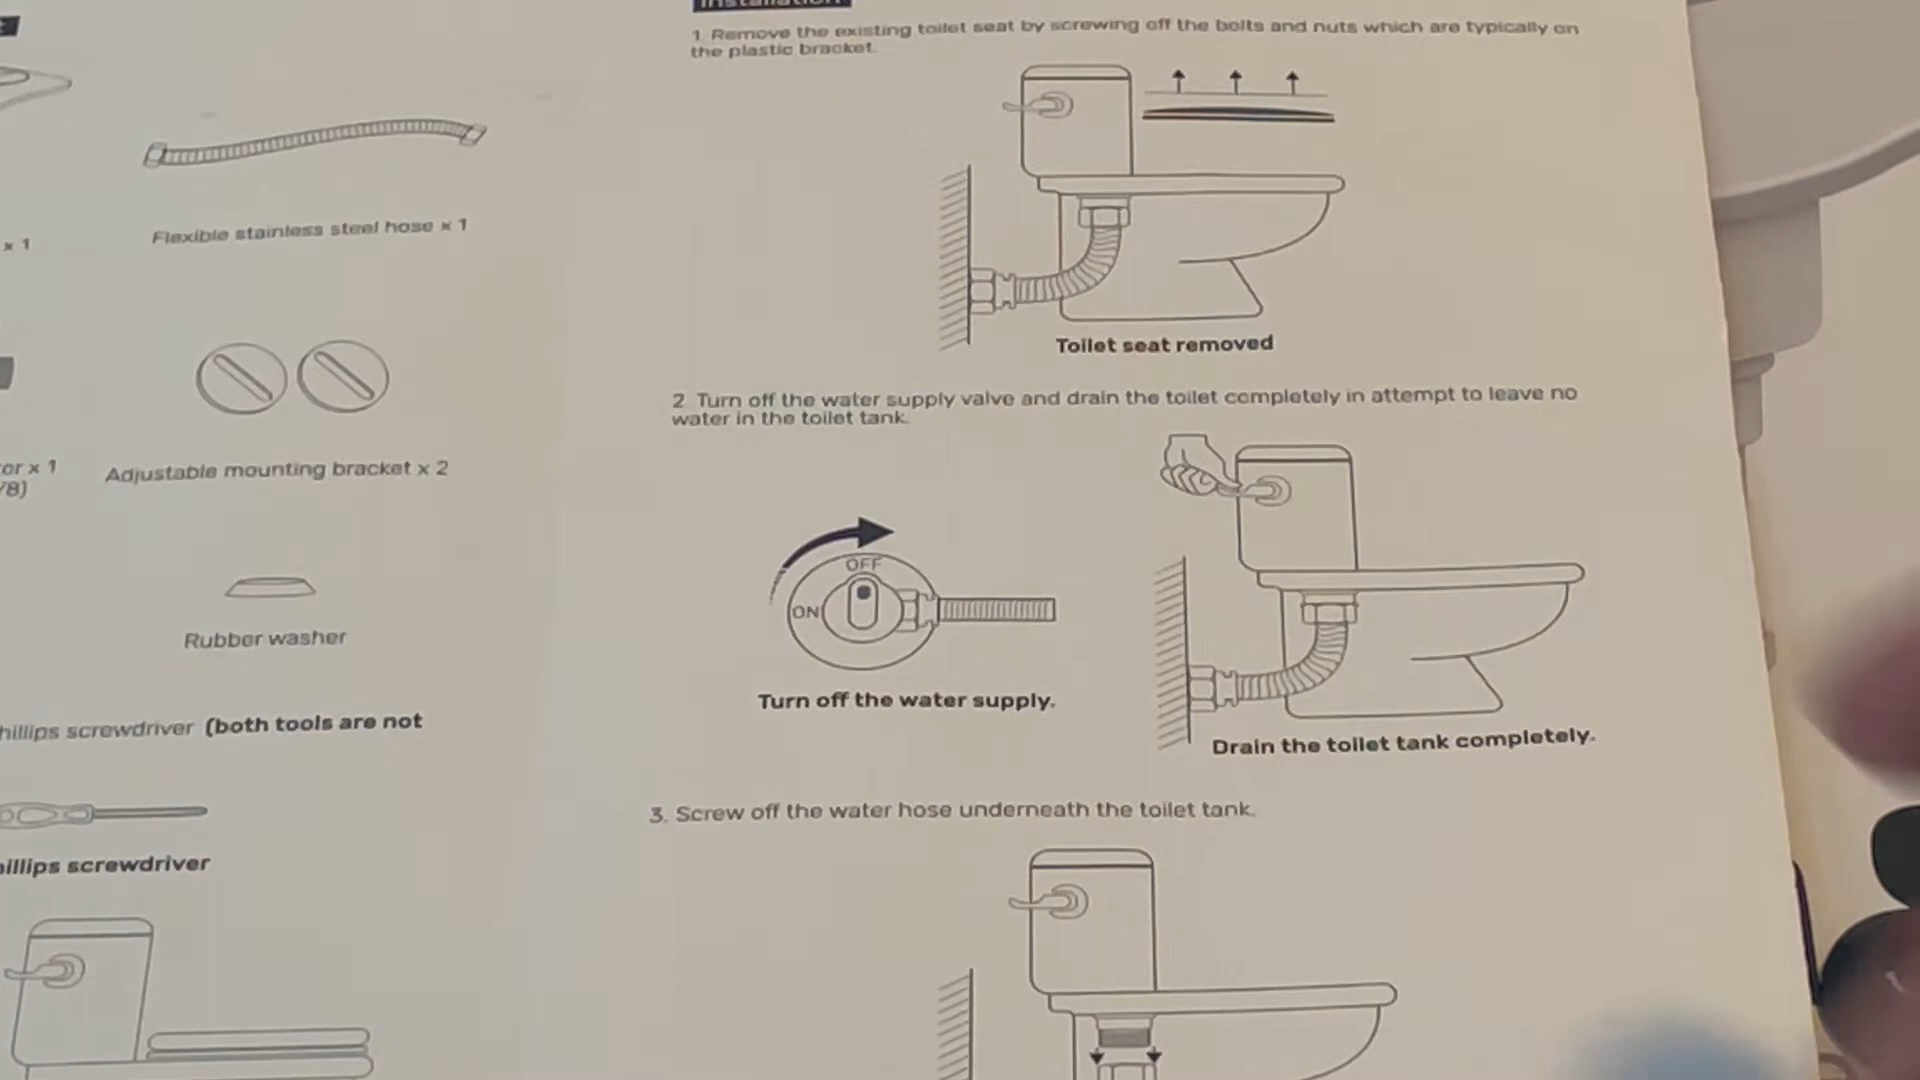 Installation
1. Remove the existing toilet seat by screwing off the bolts and nuts which are typically on
the plastic bracket.
Toilet seat removed
2. Turn off the water supply valve and drain the toilet completely in attempt to leave no
water in the toilet tank.
OFF
ON
Turn off the water supply.
Drain the toilet tank completely.
3. Screw off the water hose underneath the toilet tank.
x 1
Flexible stainless steel hose x 1
or x 1
/8)
Adjustable mounting bracket x 2
Rubber washer
hillips screwdriver (both tools are not
hillips screwdriver